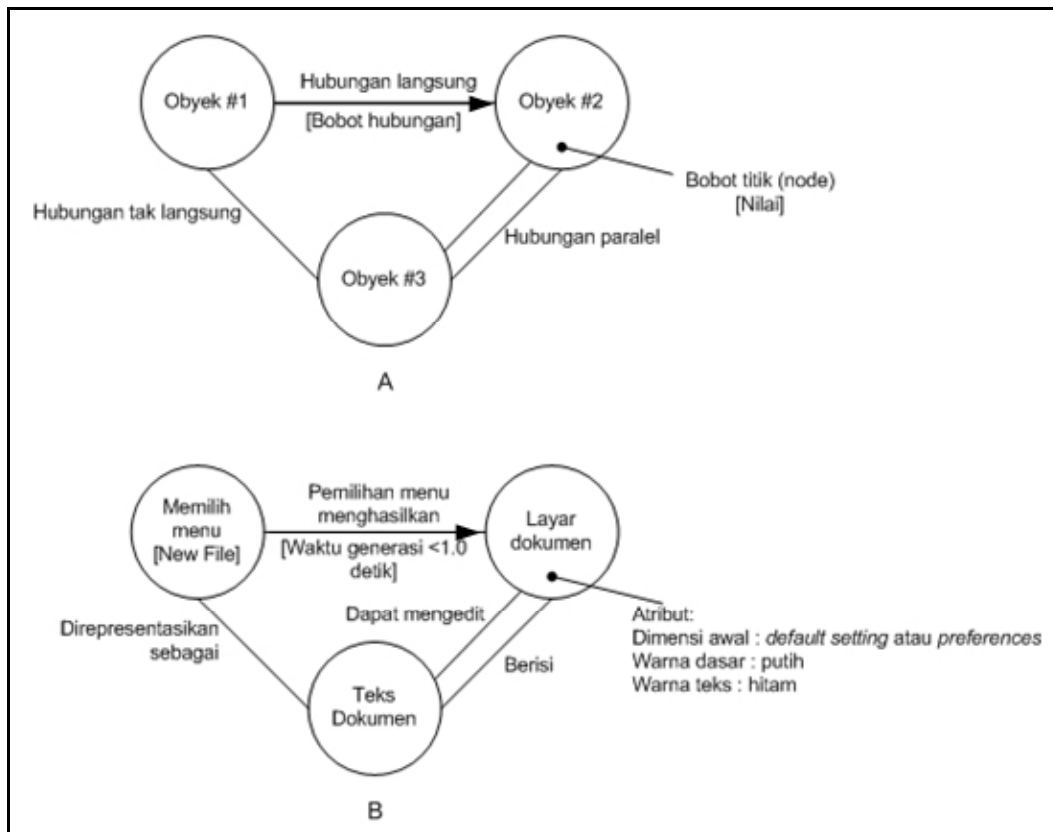 Obyek #1
Hubungan langsung
[Bobot hubungan]
Obyek #2
Bobot titik (node)
[Nilai]
Hubungan tak langsung
Hubungan paralel
Obyek #3
A
Memilih
menu
[New File]
Pemilihan menu
menghasilkan
[Waktu generasi <1.0
detik]
Layar
dokumen
Direpresentasikan
sebagai
Dapat mengedit
Berisi
Atribut:
Dimensi awal : default setting atau preferences
Warna dasar : putih
Warna teks : hitam
Teks
Dokumen
B